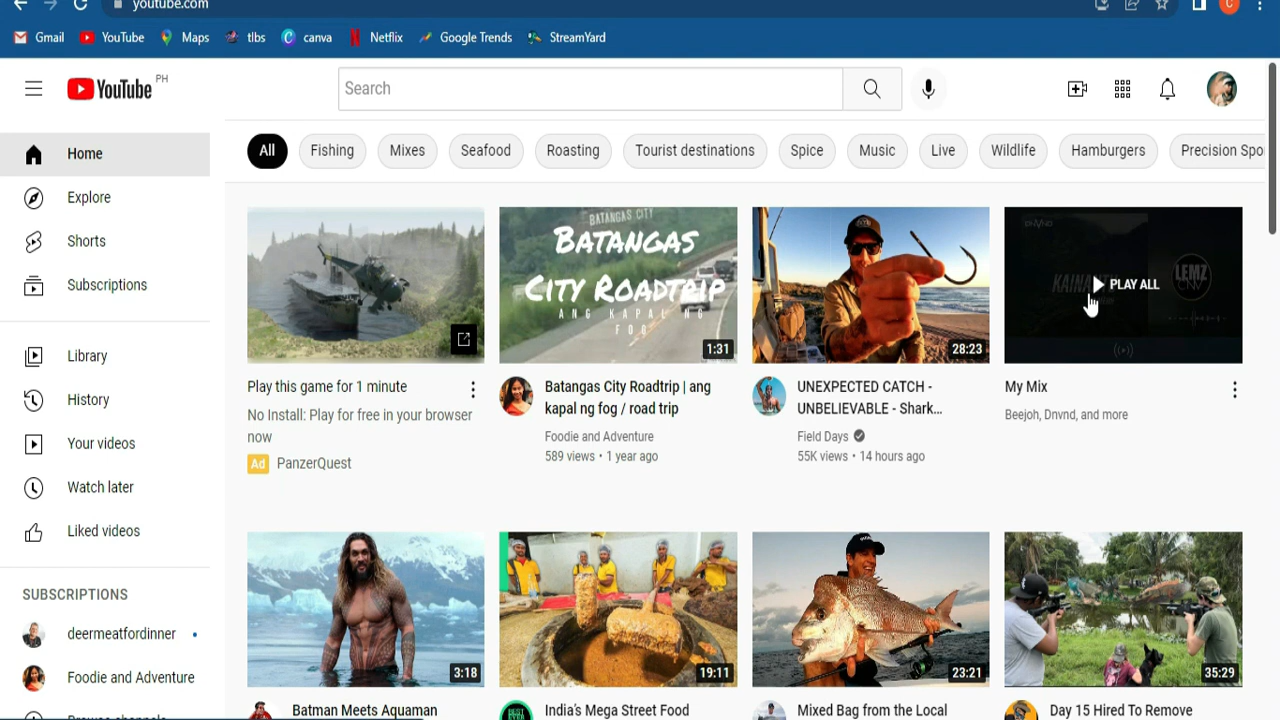 youtube.com
Gmail YouTube Maps tlbs canva Netflix Google Trends StreamYard
YouTube PH
Search
All Fishing Mixes Seafood Roasting Tourist destinations Spice Music Live Wildlife Hamburgers Precision Spo
Home
Explore
Shorts
Subscriptions
Library
History
Your videos
Watch later
Liked videos
SUBSCRIPTIONS
deermeatfordinner
Foodie and Adventure
Play this game for 1 minute
No Install: Play for free in your browser
now
Ad PanzerQuest
BATANGAS CITY
BATANGAS
CITY ROADTRIP
ANG KAPAL NG
FOG
1:31
Batangas City Roadtrip | ang
kapal ng fog / road trip
Foodie and Adventure
589 views • 1 year ago
28:23
UNEXPECTED CATCH -
UNBELIEVABLE - Shark...
Field Days
55K views • 14 hours ago
LEMZ
CNV
PLAY ALL
My Mix
Beejoh, Dnvnd, and more
3:18
Batman Meets Aquaman
19:11
India's Mega Street Food
23:21
Mixed Bag from the Local
35:29
Day 15 Hired To Remove